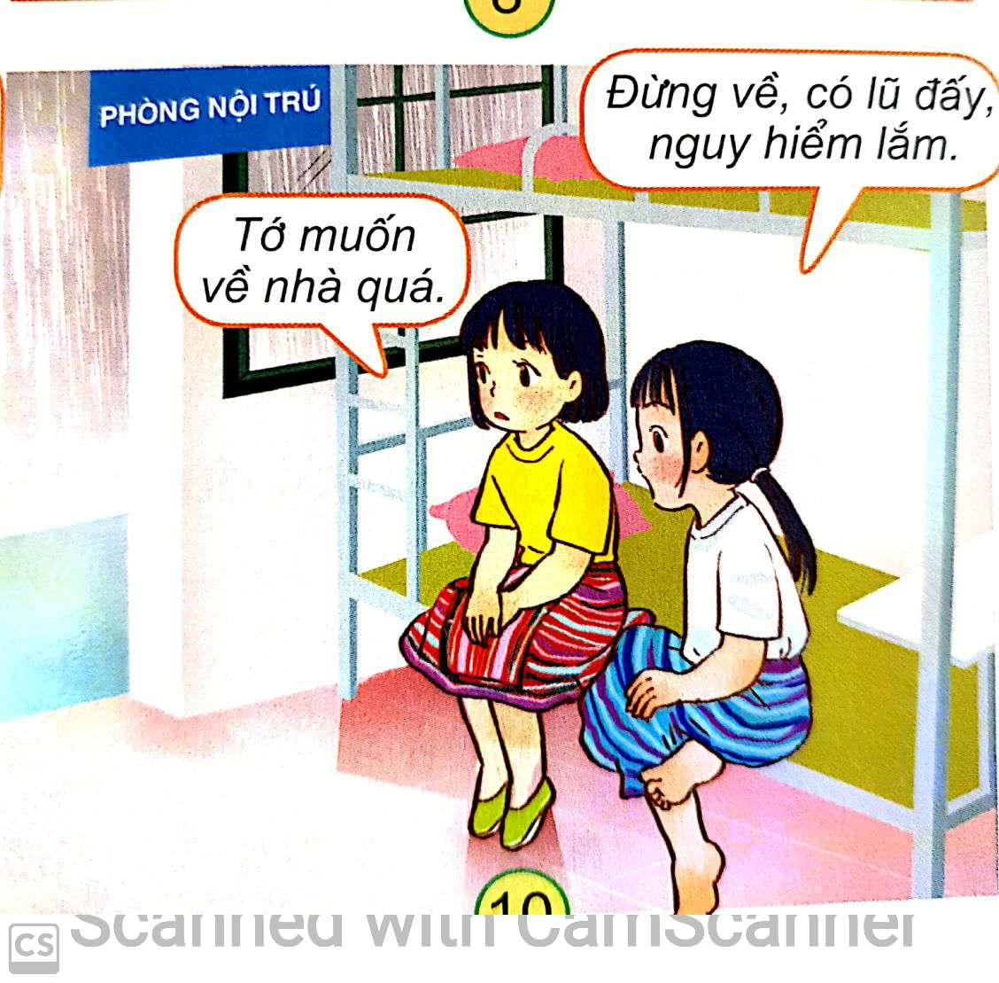 PHÒNG NỘI TRÚ
Đừng về, có lũ đấy,
nguy hiểm lắm.
Tớ muốn
về nhà quá.
10
CS Scanned with CamScanner